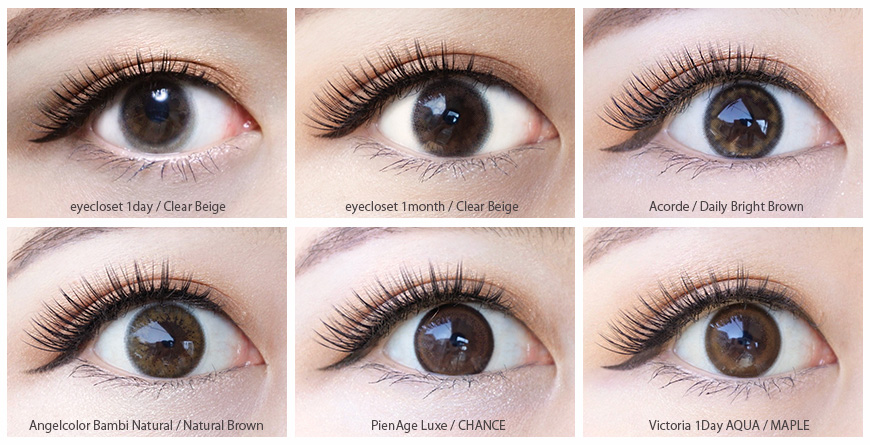 eyecloset 1day / Clear Beige
eyecloset 1month / Clear Beige
Acorde / Daily Bright Brown
Angelcolor Bambi Natural / Natural Brown
PienAge Luxe / CHANCE
Victoria 1Day AQUA / MAPLE